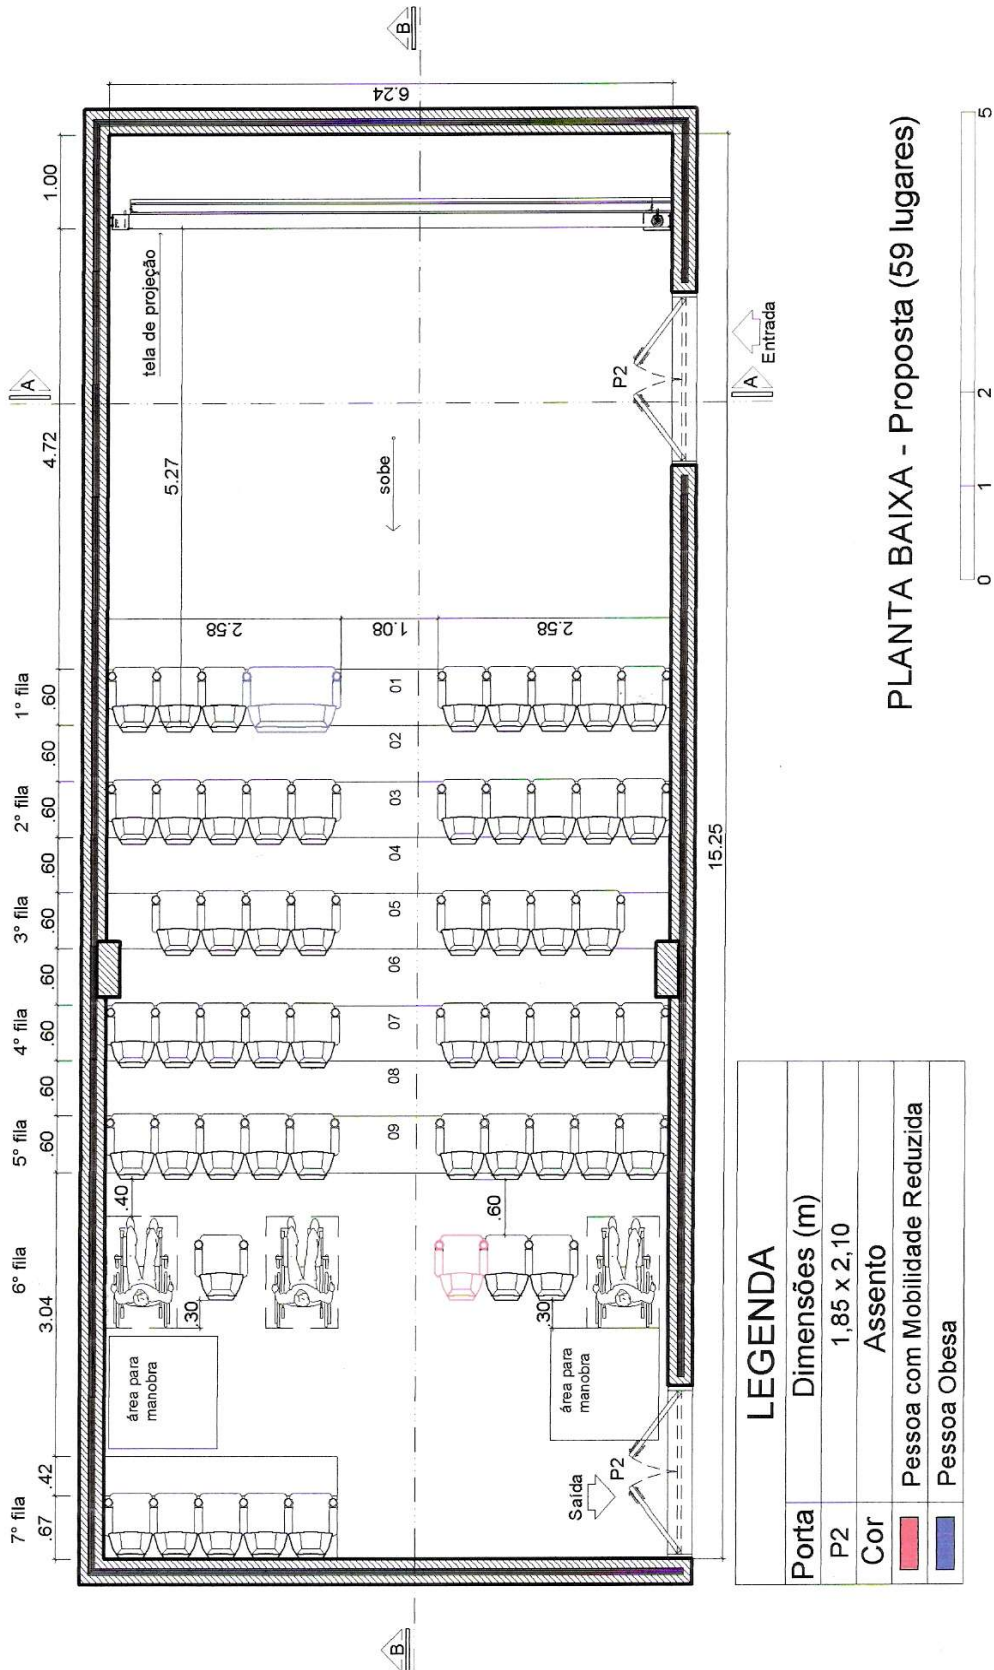 B
6.24
1.00
tela de projeção
A
4.72
5.27
sobe
P2
Entrada
A
2.58
1.08
2.58
1° fila
.60
01
.60
02
2° fila
.60
03
.60
04
3° fila
.60
05
.60
06
4° fila
.60
07
.60
08
5° fila
.60
09
15.25
.40
.60
6° fila
3.04
.30
.30
área para
manobra
área para
manobra
Saída
P2
7° fila
.42
.67
B
PLANTA BAIXA - Proposta (59 lugares)
0 1 2 5
LEGENDA
Porta Dimensões (m)
P2 1,85 x 2,10
Cor Assento
Pessoa com Mobilidade Reduzida
Pessoa Obesa